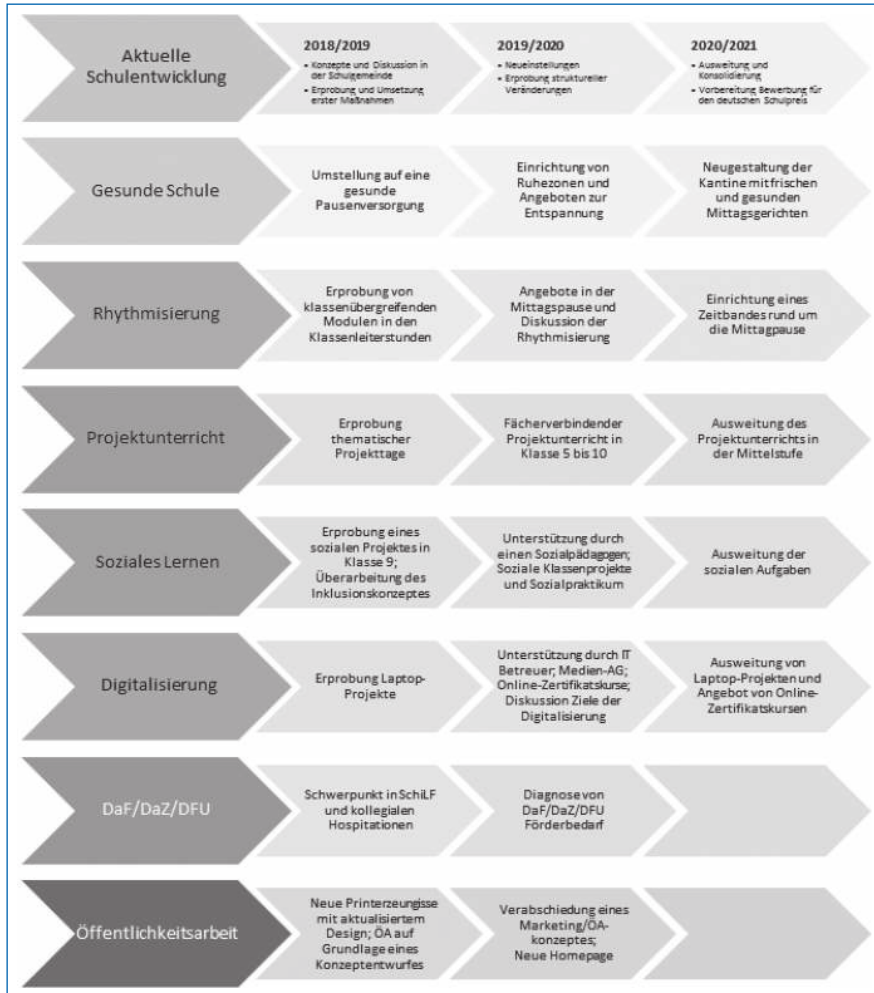 Aktuelle
Schulentwicklung
2018/2019
• Konzepte und Diskussion in
der Schulgemeinde
• Erprobung und Umsetzung
erster Maßnahmen
2019/2020
• Neueinstellungen
• Erprobung struktureller
Veränderungen
2020/2021
• Ausweitung und
Konsolidierung
• Vorbereitung Bewerbung für
den deutschen Schulpreis
Gesunde Schule
Umstellung auf eine
gesunde
Pausenversorgung
Einrichtung von
Ruhezonen und
Angeboten zur
Entspannung
Neugestaltung der
Kantine mit frischen
und gesunden
Mittagsgerichten
Rhythmisierung
Erprobung von
klassenübergreifenden
Modulen in den
Klassenleiterstunden
Angebote in der
Mittagspause und
Diskussion der
Rhythmisierung
Einrichtung eines
Zeitbandes rund um
die Mittagpause
Projektunterricht
Erprobung
thematischer
Projekttage
Fächerverbindender
Projektunterricht in
Klasse 5 bis 10
Ausweitung des
Projektunterrichts in
der Mittelstufe
Soziales Lernen
Erprobung eines
sozialen Projektes in
Klasse 9;
Überarbeitung des
Inklusionskonzeptes
Unterstützung durch
einen Sozialpädagogen;
Soziale Klassenprojekte
und Sozialpraktikum
Ausweitung der
sozialen Aufgaben
Digitalisierung
Erprobung Laptop-
Projekte
Unterstützung durch IT
Betreuer; Medien-AG;
Online-Zertifikatskurse;
Diskussion Ziele der
Digitalisierung
Ausweitung von
Laptop-Projekten und
Angebot von Online-
Zertifikatskursen
DaF/DaZ/DFU
Schwerpunkt in SchiLF
und kollegialen
Hospitationen
Diagnose von
DaF/DaZ/DFU
Förderbedarf
Öffentlichkeitsarbeit
Neue Printerzeungisse
mit aktualisiertem
Design; ÖA auf
Grundlage eines
Konzeptentwurfes
Verabschiedung eines
Marketing/ÖA-
konzeptes;
Neue Homepage